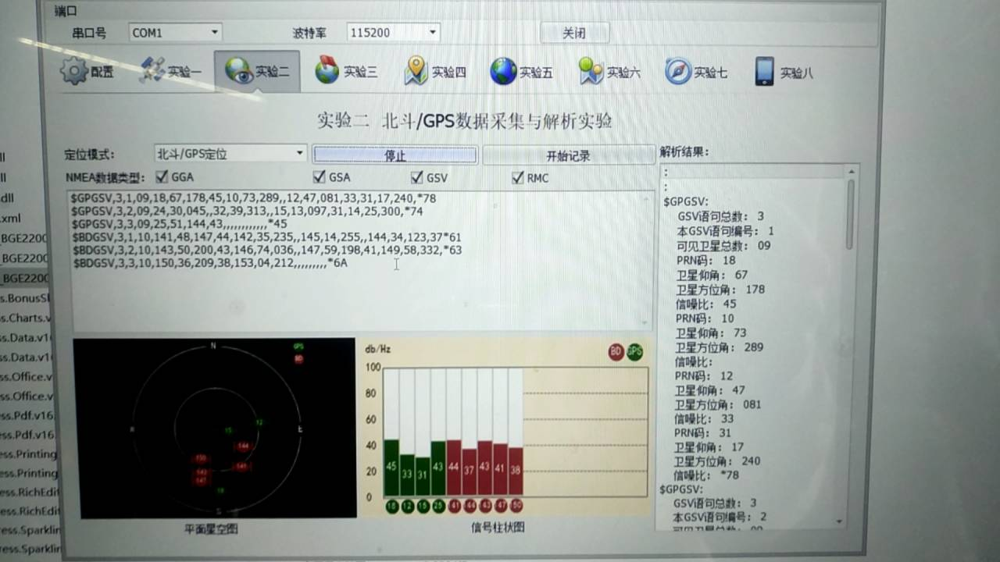 端口
串口号 COM1 波特率 115200 关闭
配置 实验一 实验二 实验三 实验四 实验五 实验六 实验七 实验八
实验二 北斗/GPS数据采集与解析实验
定位模式: 北斗/GPS定位 停止 开始记录 解析结果:
NMEA数据类型: GGA GSA GSV RMC
$GPGSV,3,1,09,18,67,178,45,10,73,289,,12,47,081,33,31,17,240,*78
$GPGSV,3,2,09,24,30,045,,32,39,313,,15,13,097,31,14,25,300,*74
$GPGSV,3,3,09,25,51,144,43,,,,,,,,,,,,*45
$BDGSV,3,1,10,141,48,147,44,142,35,235,,145,14,255,,144,34,123,37*61
$BDGSV,3,2,10,143,50,200,43,146,74,036,,147,59,198,41,149,58,332,*63
$BDGSV,3,3,10,150,36,209,38,153,04,212,,,,,,,,,*6A
:
:
$GPGSV:
GSV语句总数: 3
本GSV语句编号: 1
可见卫星总数: 09
PRN码: 18
卫星仰角: 67
卫星方位角: 178
信噪比: 45
PRN码: 10
卫星仰角: 73
卫星方位角: 289
信噪比:
PRN码: 12
卫星仰角: 47
卫星方位角: 081
信噪比: 33
PRN码: 31
卫星仰角: 17
卫星方位角: 240
信噪比: *78
$GPGSV:
GSV语句总数: 3
本GSV语句编号: 2
可见卫星总数: 09
ll
ll
dll
.xml
_BGE2200
_BGE2200
_BGE2200
s.BonusSk
s.Charts.v
ss.Data.v1
ss.Data.v1
ss.Office.v
ss.Office.v
ess.Pdf.v16
ess.Pdf.v16
ess.Printing
ess.Printing
ess.RichEdit
ess.RichEdit
ess.Sparklin
ress.Sparklin
N
GPS
BD
12
15
E
144
150
141
143
147
18
S
平面星空图
db/Hz
BD GPS
100
80
60
40
20
0
45 33 31 43 44 37 43 41 38
18 12 15 25 41 44 43 47 50
信号柱状图